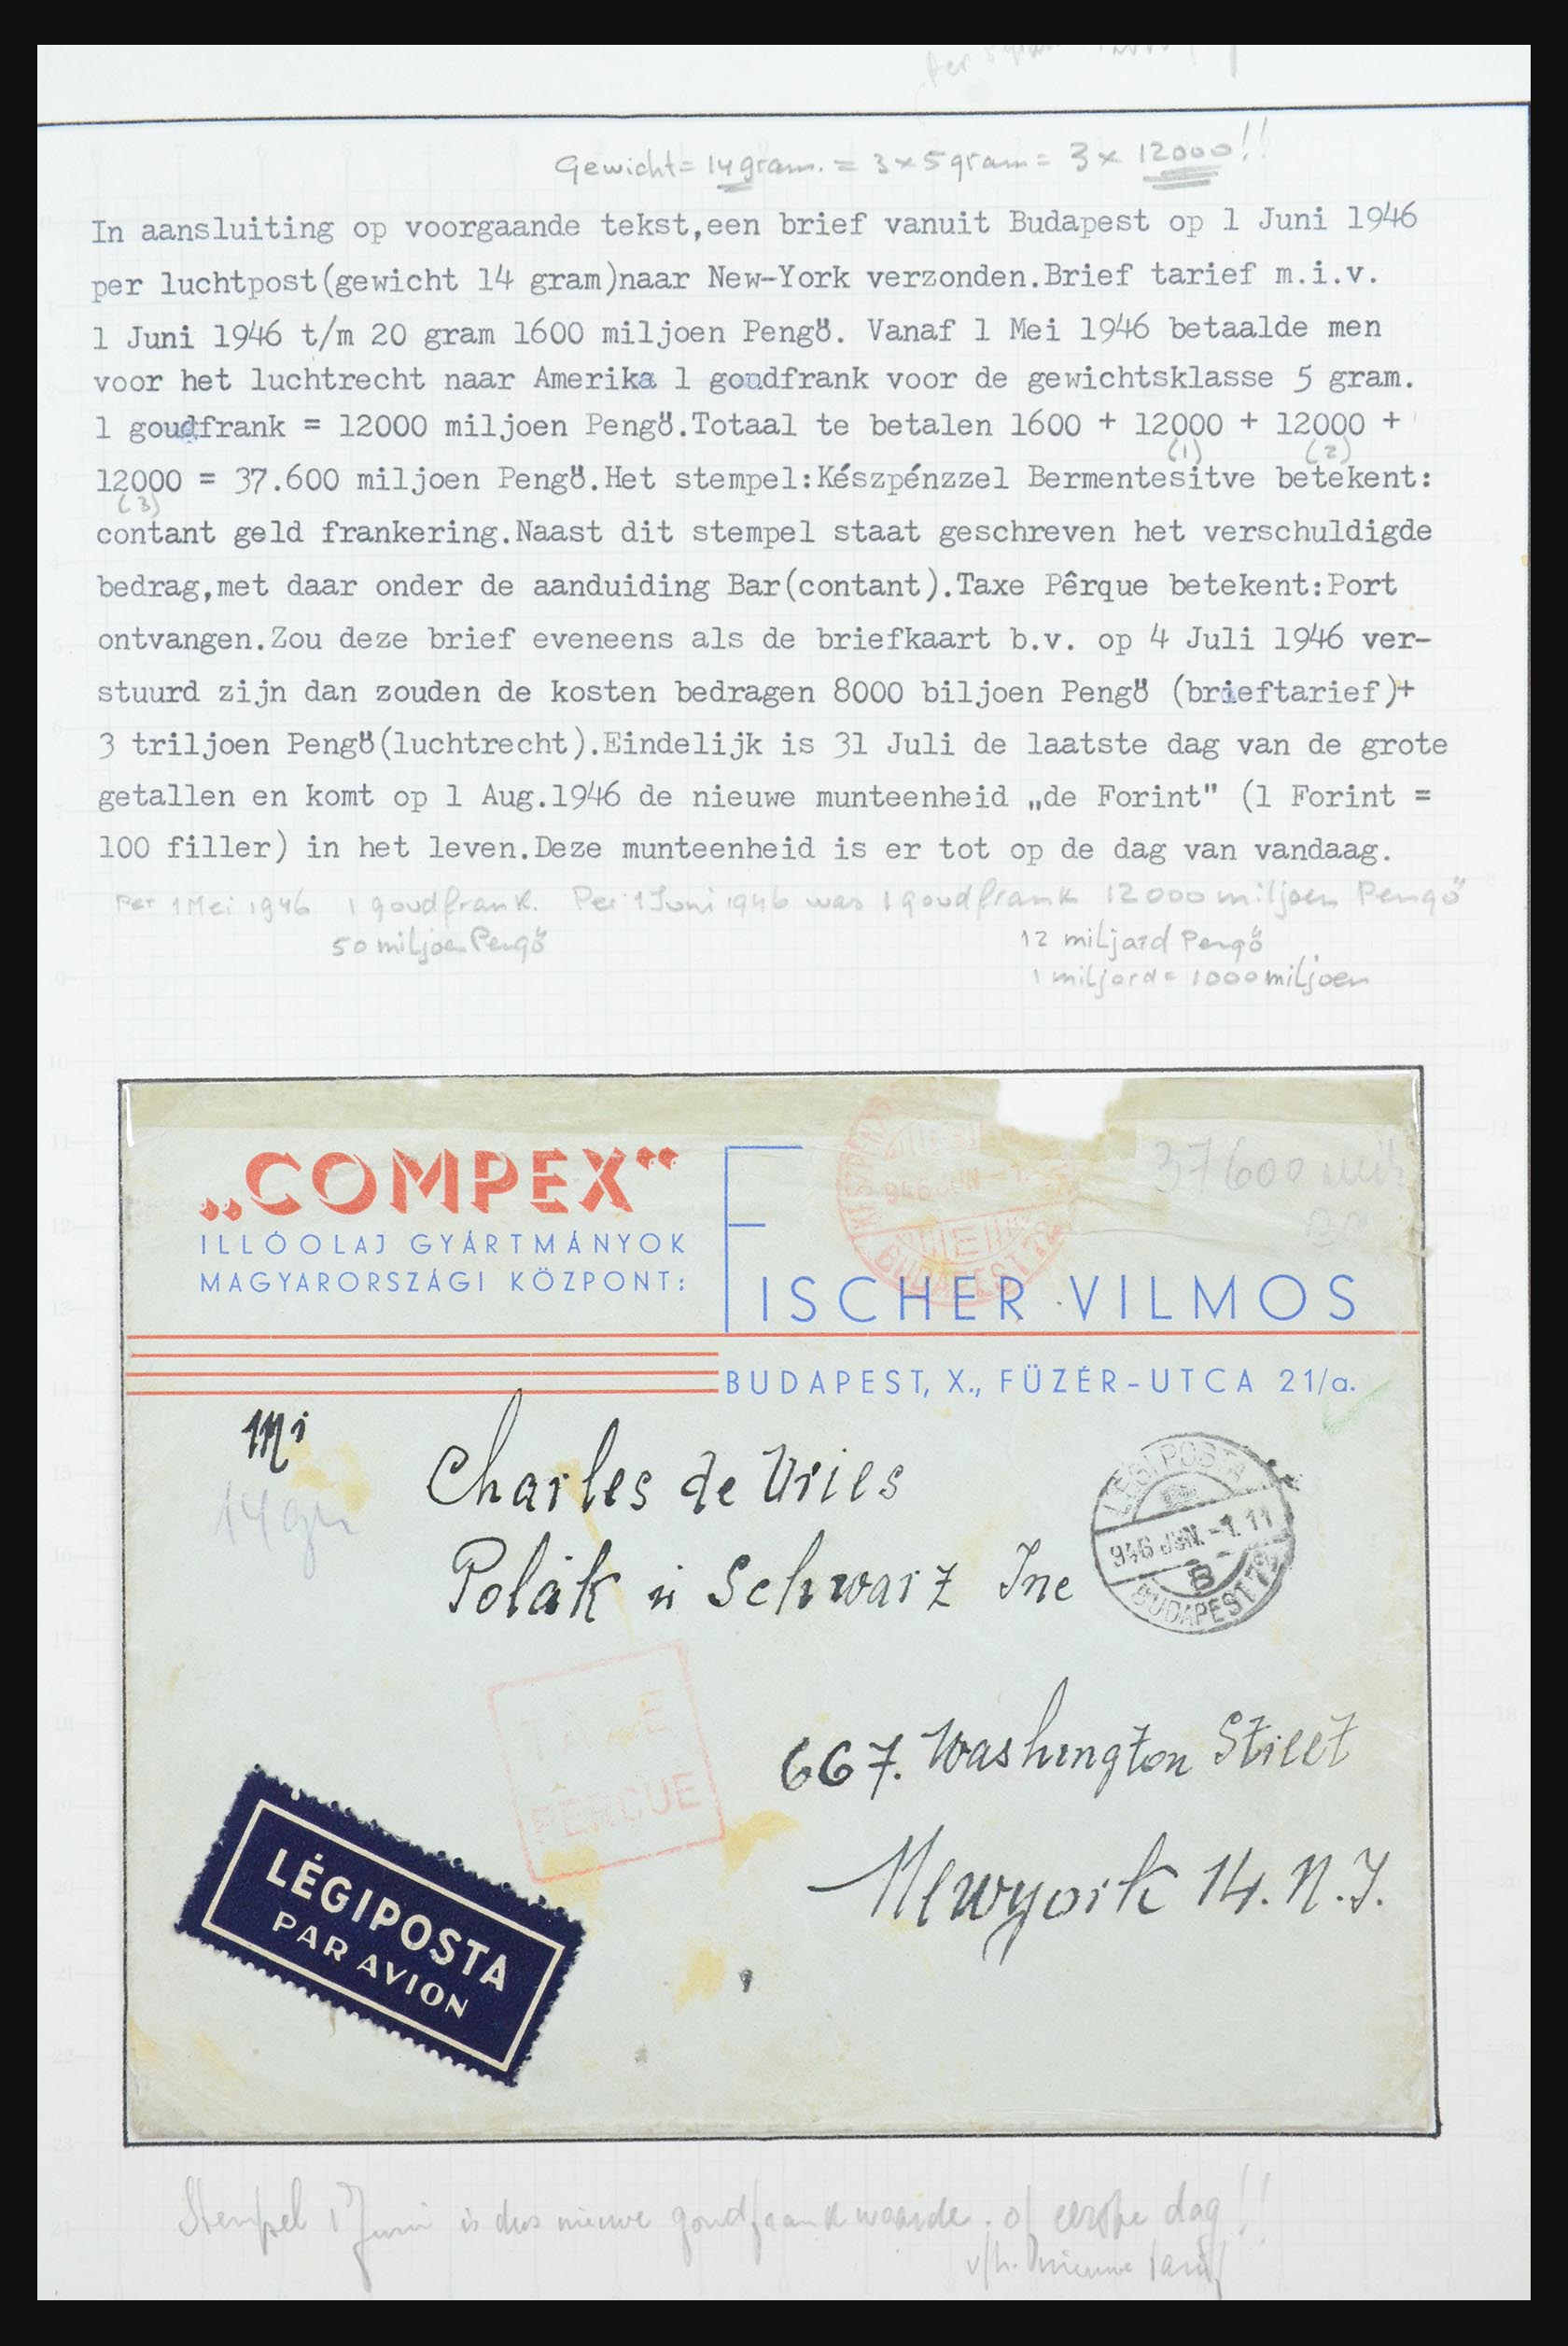 Gewicht = 14 gram. = 3 x 5 gram = 3 x 12000!!
In aansluiting op voorgaande tekst,een brief vanuit Budapest op 1 Juni 1946
per luchtpost(gewicht 14 gram)naar New-York verzonden.Brief tarief m.i.v.
1 Juni 1946 t/m 20 gram 1600 miljoen Pengö. Vanaf 1 Mei 1946 betaalde men
voor het luchtrecht naar Amerika 1 goudfrank voor de gewichtsklasse 5 gram.
1 goudfrank = 12000 miljoen Pengö.Totaal te betalen 1600 + 12000 + 12000 +
(1) (2)
12000 = 37.600 miljoen Pengö.Het stempel:Készpénzzel Bermentesitve betekent:
(3)
contant geld frankering.Naast dit stempel staat geschreven het verschuldigde
bedrag,met daar onder de aanduiding Bar(contant).Taxe Pêrque betekent:Port
ontvangen.Zou deze brief eveneens als de briefkaart b.v. op 4 Juli 1946 ver-
stuurd zijn dan zouden de kosten bedragen 8000 biljoen Pengö (brieftarief)+
3 triljoen Pengö(luchtrecht).Eindelijk is 31 Juli de laatste dag van de grote
getallen en komt op 1 Aug.1946 de nieuwe munteenheid „de Forint" (1 Forint =
100 filler) in het leven.Deze munteenheid is er tot op de dag van vandaag.
Per 1 Mei 1946 1 goudfrank. Per 1 Juni 1946 was 1 goudfrank 12000 miljoen Pengö
50 miljoen Pengö 12 miljard Pengö
1 miljard = 1000 miljoen
„COMPEX“
ILLÓOLAJ GYÁRTMÁNYOK
MAGYARORSZÁGI KÖZPONT:
FISCHER VILMOS
BUDAPEST, X., FÜZÉR-UTCA 21/a.
946 JUN -1.
BUDAPEST 72
37600
Mr
14 gr
Charles de Vries
Polák u Schwarz Inc
LÉGI POSTA
946 JUN. -1. 11
B
BUDAPEST 72
TAXE
PÊRCUE
667. Washington Street
Newyork 14. N.Y.
LÉGIPOSTA
PAR AVION
Stempel 1 Juni is dus nieuwe goudfrank waarde. of eerste dag!!
v/h. nieuwe tarief